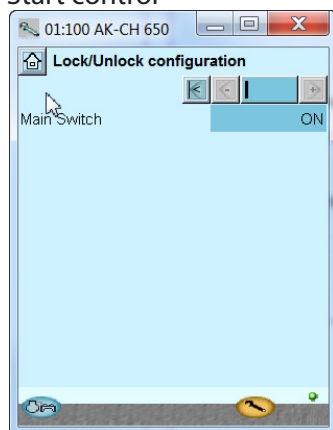 Start control
01:100 AK-CH 650
Lock/Unlock configuration
Main Switch ON